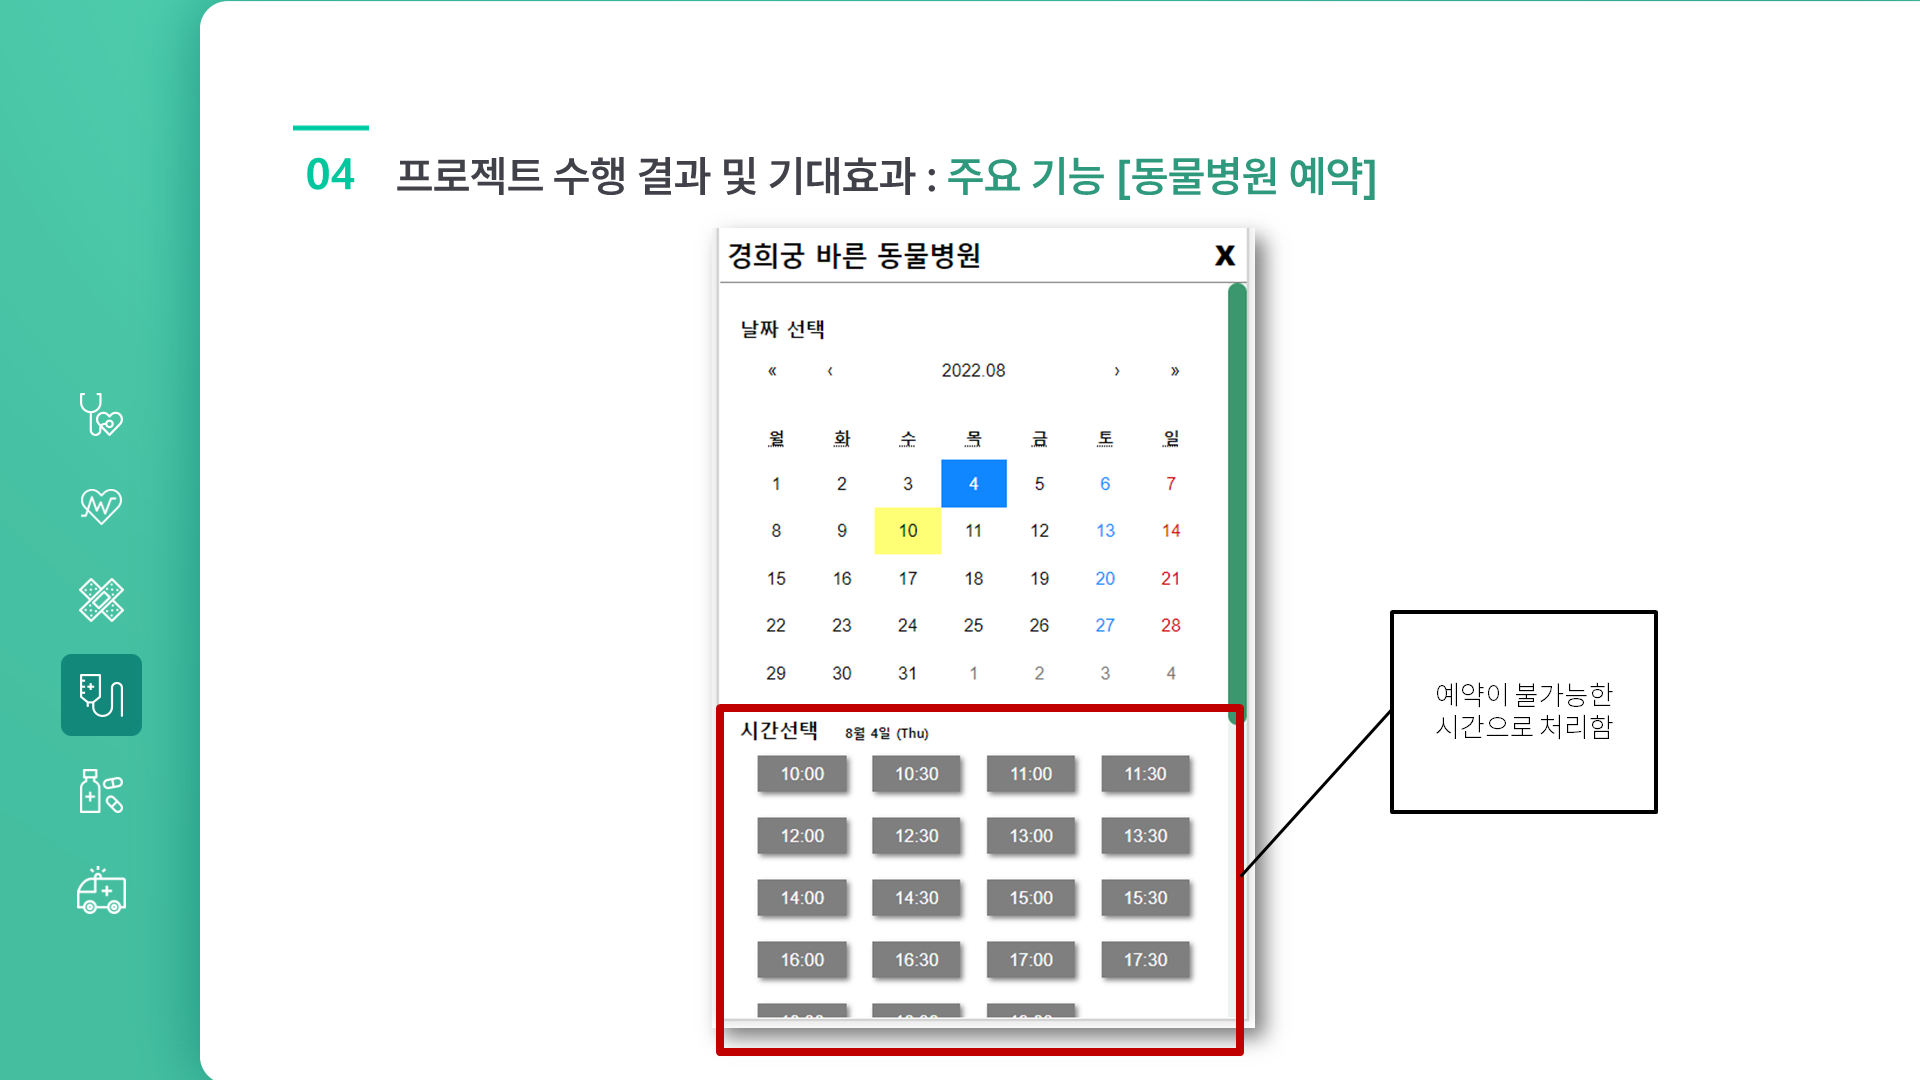 04 프로젝트 수행 결과 및 기대효과 : 주요 기능 [동물병원 예약]
경희궁 바른 동물병원 X
날짜 선택
« ‹ 2022.08 › »
월 화 수 목 금 토 일
1 2 3 4 5 6 7
8 9 10 11 12 13 14
15 16 17 18 19 20 21
22 23 24 25 26 27 28
29 30 31 1 2 3 4
시간선택 8월 4일 (Thu)
10:00 10:30 11:00 11:30
12:00 12:30 13:00 13:30
14:00 14:30 15:00 15:30
16:00 16:30 17:00 17:30
예약이 불가능한
시간으로 처리함